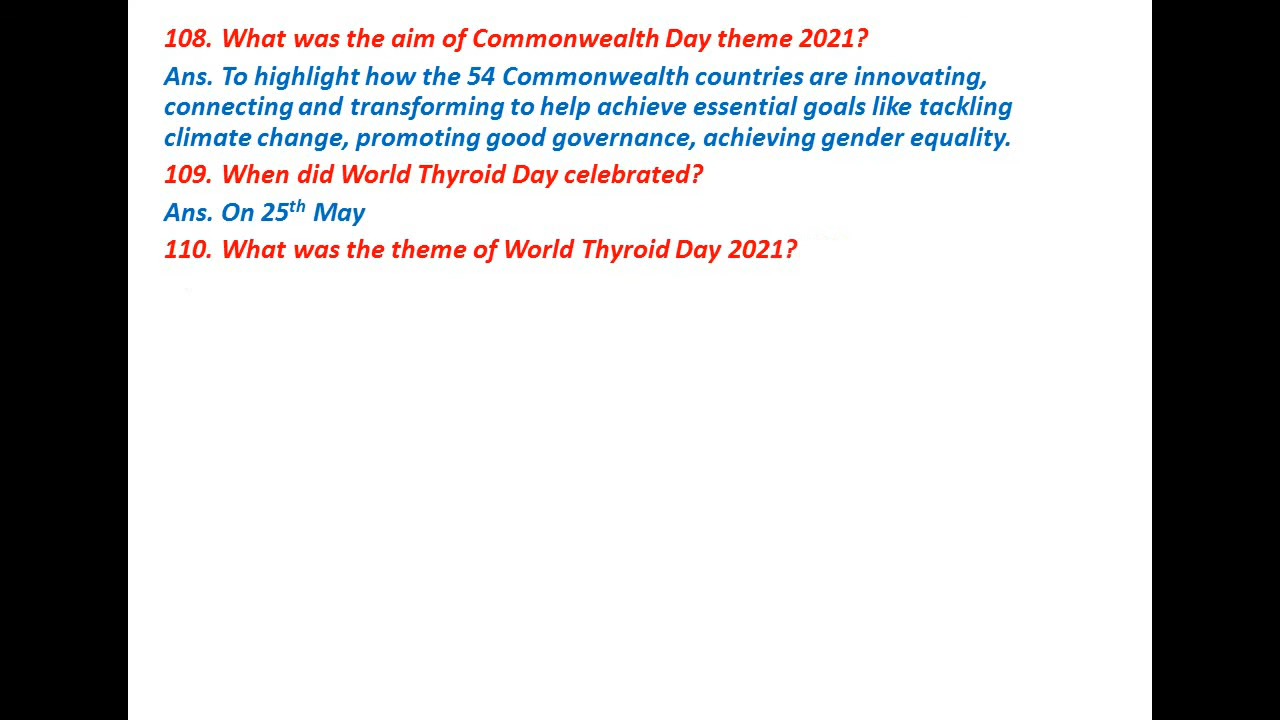 108. What was the aim of Commonwealth Day theme 2021?
Ans. To highlight how the 54 Commonwealth countries are innovating,
connecting and transforming to help achieve essential goals like tackling
climate change, promoting good governance, achieving gender equality.
109. When did World Thyroid Day celebrated?
Ans. On 25th May
110. What was the theme of World Thyroid Day 2021?